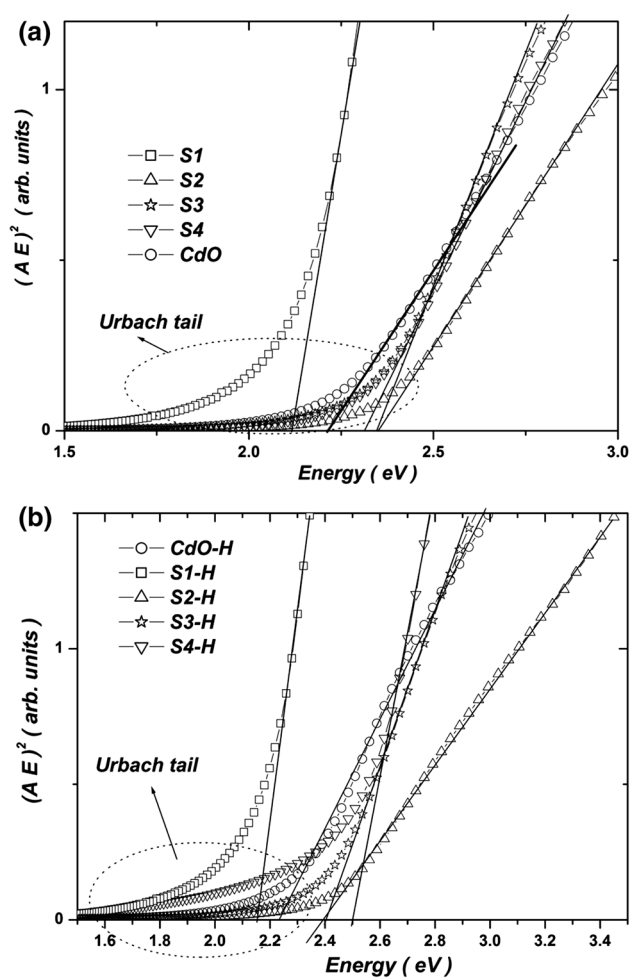 (a)
(A E)² (arb. units)
1
0
S1
S2
S3
S4
CdO
Urbach tail
1.5 2.0 2.5 3.0
Energy ( eV )
(b)
(A E)² (arb. units)
1
0
CdO-H
S1-H
S2-H
S3-H
S4-H
Urbach tail
1.6 1.8 2.0 2.2 2.4 2.6 2.8 3.0 3.2 3.4
Energy ( eV )